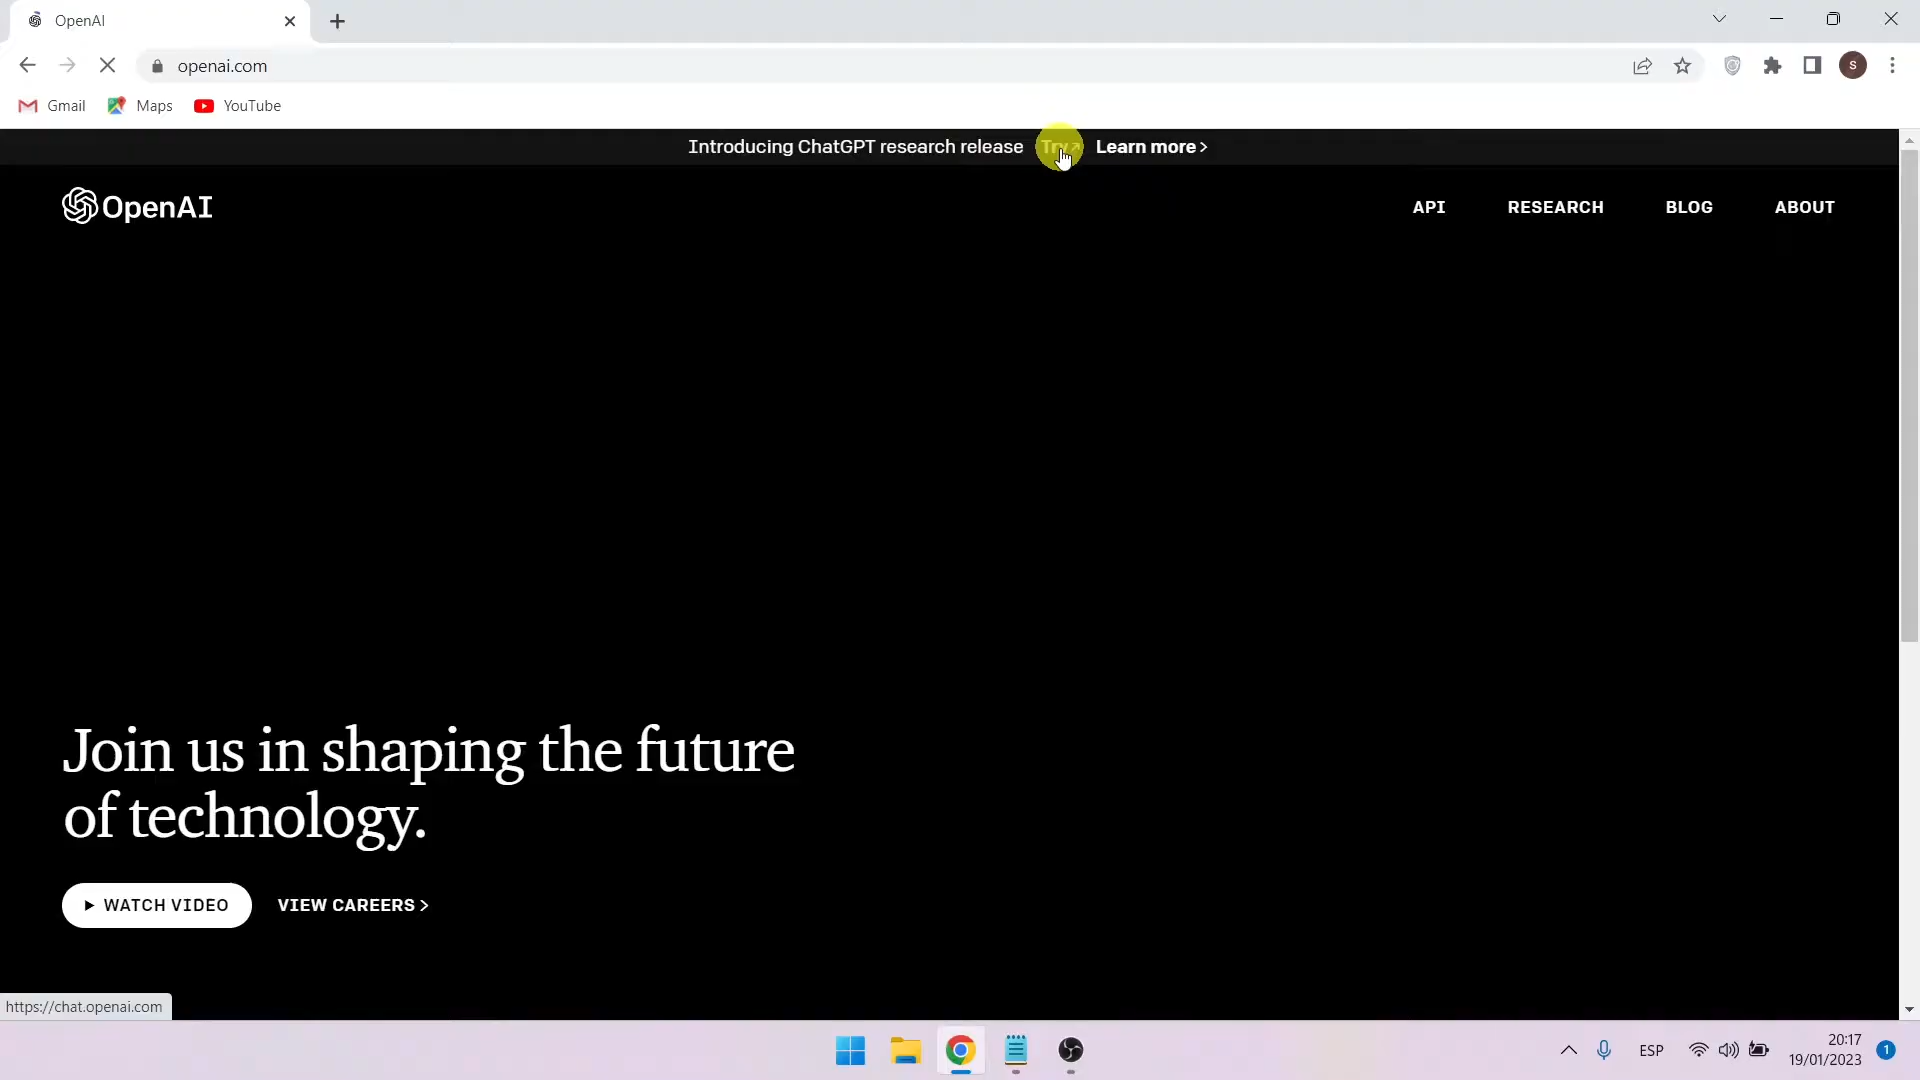 OpenAI
openai.com
Gmail Maps YouTube
Introducing ChatGPT research release Try Learn more >
OpenAI
API RESEARCH BLOG ABOUT
Join us in shaping the future
of technology.
WATCH VIDEO VIEW CAREERS >
https://chat.openai.com
ESP
20:17
19/01/2023
1
S